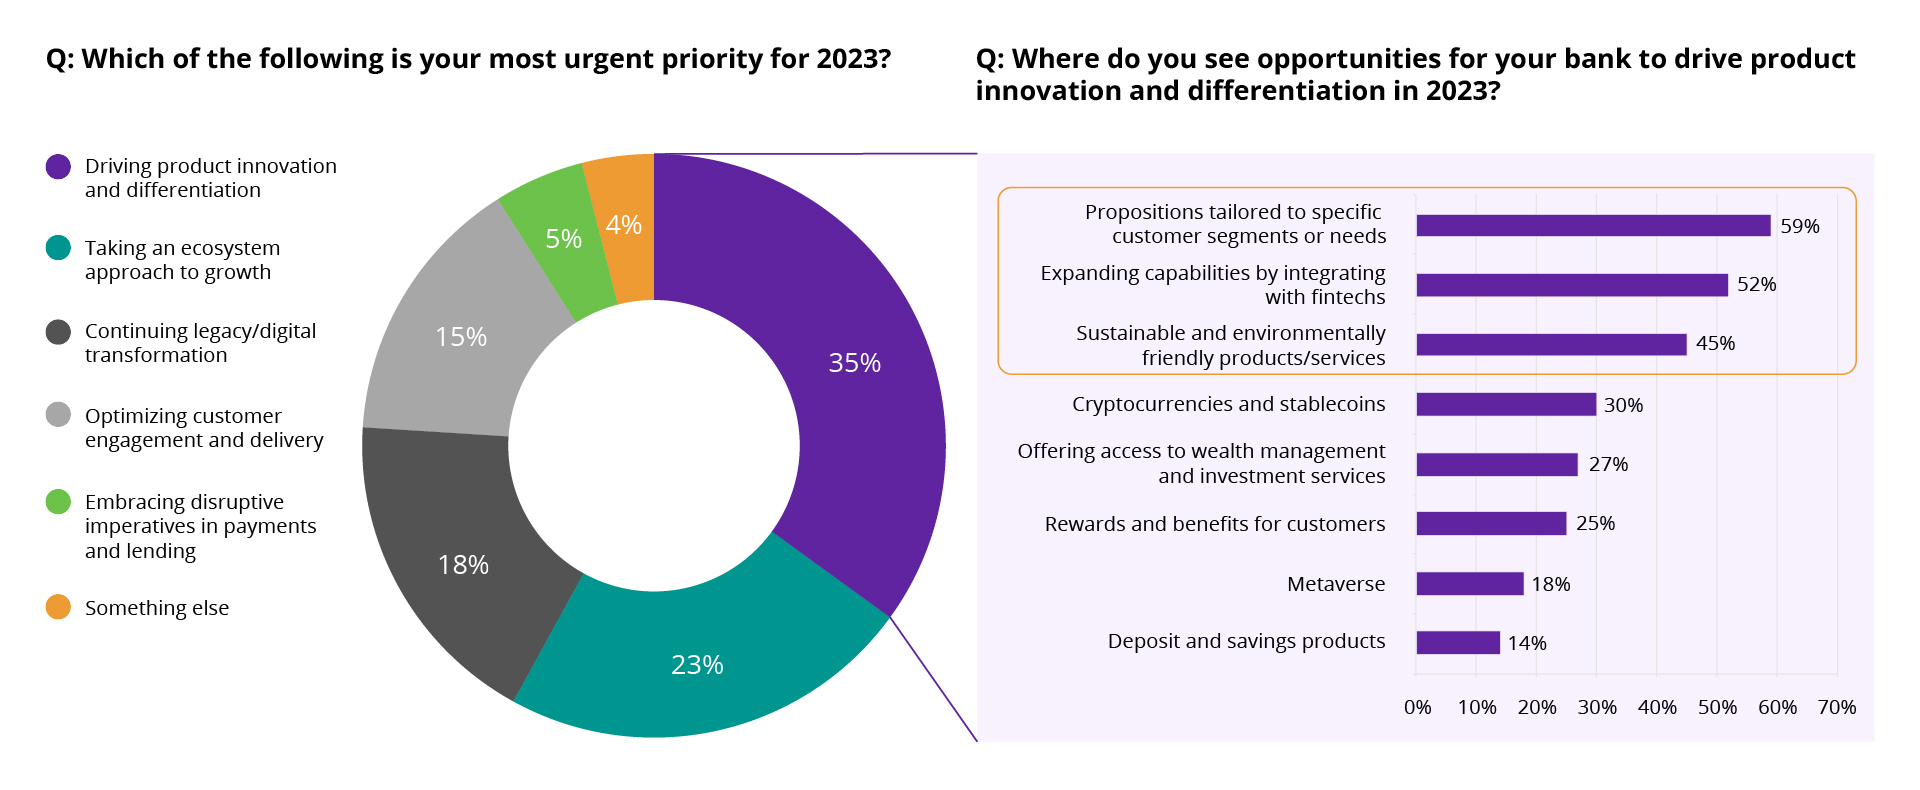 Q: Which of the following is your most urgent priority for 2023?
Driving product innovation
and differentiation
Taking an ecosystem
approach to growth
Continuing legacy/digital
transformation
Optimizing customer
engagement and delivery
Embracing disruptive
imperatives in payments
and lending
Something else
35%
23%
18%
15%
5%
4%
Q: Where do you see opportunities for your bank to drive product
innovation and differentiation in 2023?
Propositions tailored to specific
customer segments or needs
59%
Expanding capabilities by integrating
with fintechs
52%
Sustainable and environmentally
friendly products/services
45%
Cryptocurrencies and stablecoins
30%
Offering access to wealth management
and investment services
27%
Rewards and benefits for customers
25%
Metaverse
18%
Deposit and savings products
14%
0% 10% 20% 30% 40% 50% 60% 70%